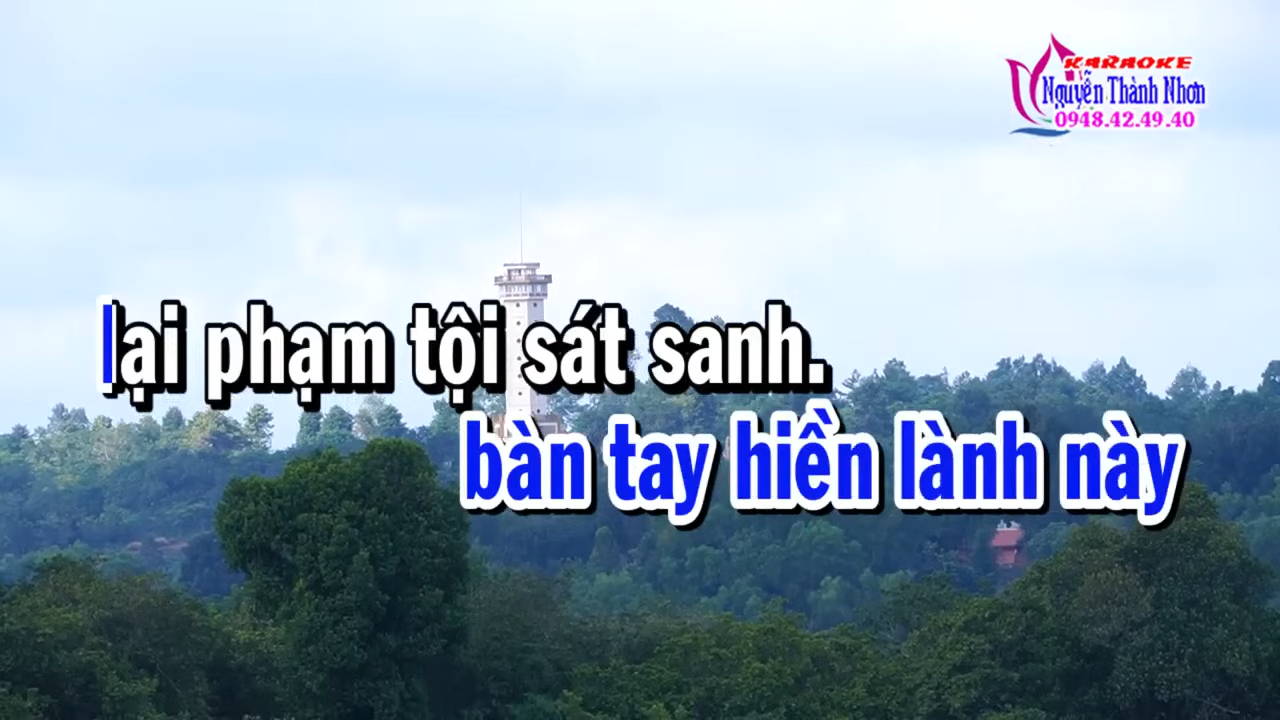 KARAOKE
Nguyễn Thành Nhơn
0948.42.49.40
lại phạm tội sát sanh.
bàn tay hiền lành này